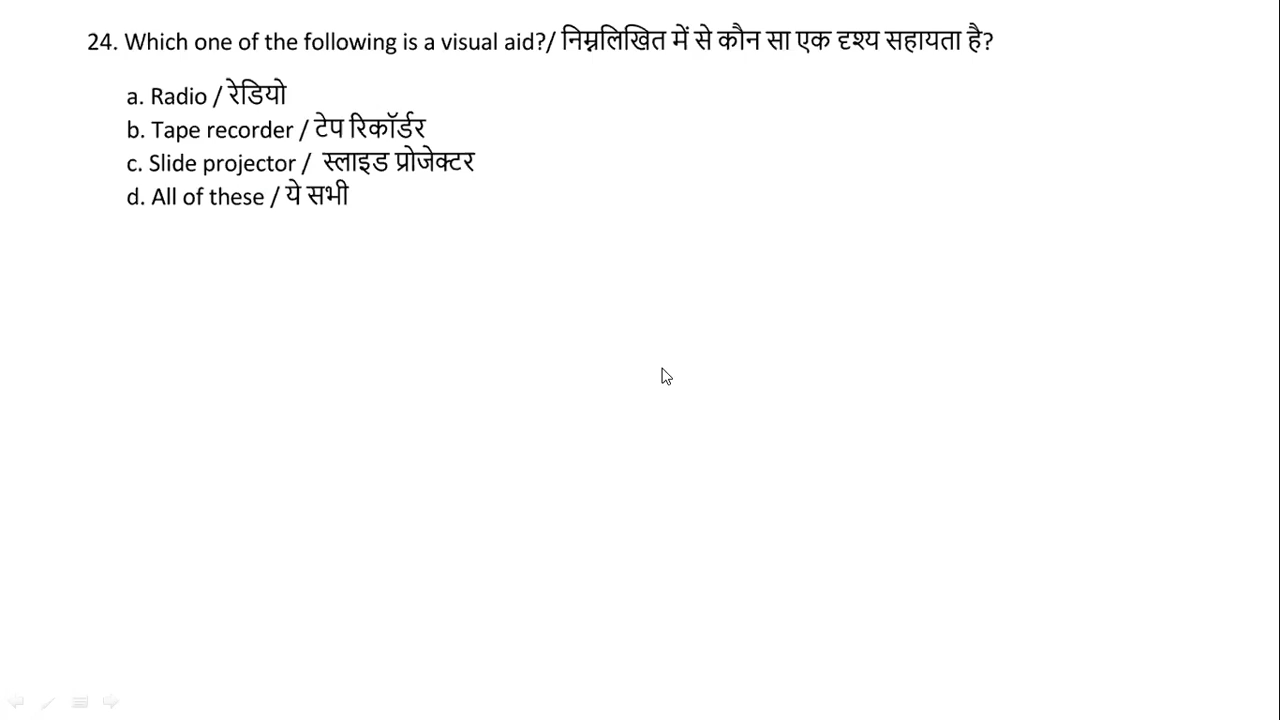 24. Which one of the following is a visual aid?/ निम्नलिखित में से कौन सा एक दृश्य सहायता है?
a. Radio / रेडियो
b. Tape recorder / टेप रिकॉर्डर
c. Slide projector / स्लाइड प्रोजेक्टर
d. All of these / ये सभी